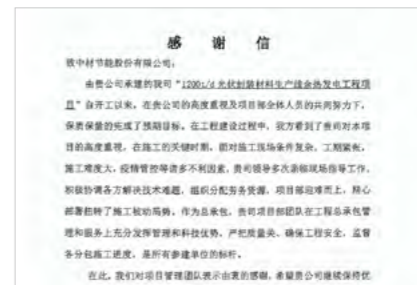 感 谢 信
致中材节能股份有限公司:
由贵公司承建的我司“1200t/d光伏封装材料生产线余热发电工程项
目”自开工以来，在贵公司的高度重视及项目部全体人员的共同努力下，
保质保量的完成了预期目标。在工程建设过程中，我方看到了贵司对本项
目的高度重视，在施工的关键时期，面对施工现场条件复杂、工期紧张、
施工难度大、疫情管控等诸多不利因素，贵司领导多次亲临现场指导工作，
积极协调各方解决技术难题，组织分配劳务资源，项目部迎难而上，精心
部署扭转了施工被动局势。作为总承包，贵司项目部团队在工程总承包管
理和服务上充分发挥管理和科技优势，严把质量关、确保工程安全、监督
各分包施工进度，是所有参建单位的标杆。
在此，我们对项目管理团队表示由衷的感谢，希望贵公司继续保持优